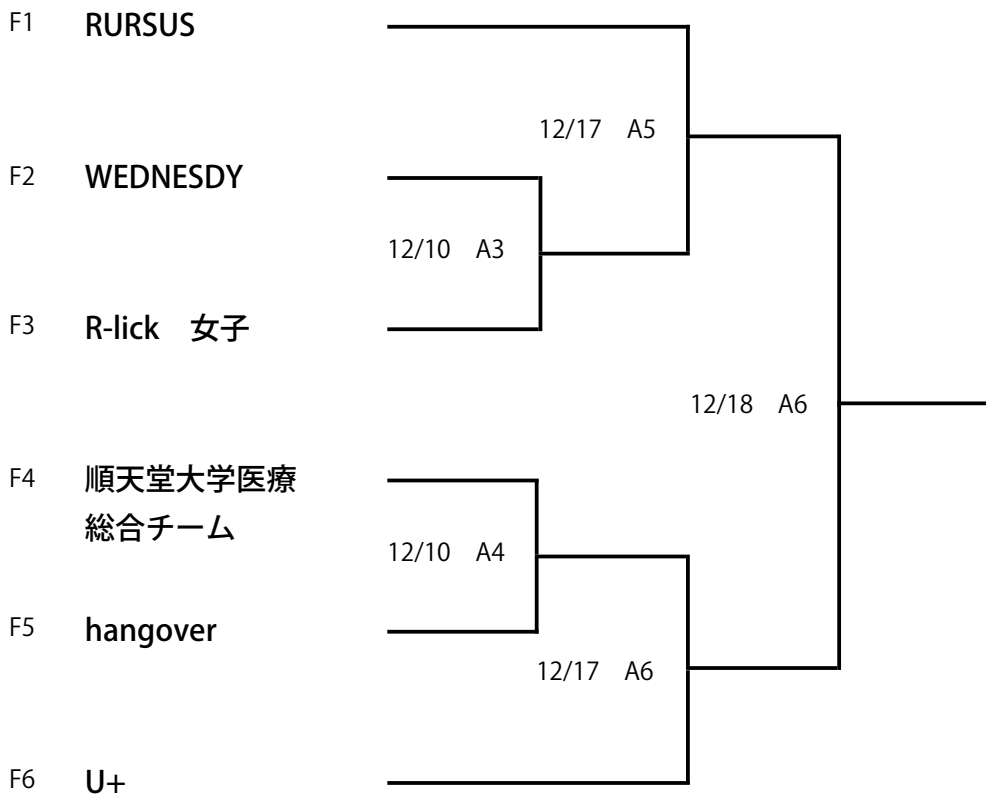 F1 RURSUS
12/17　A5
F2 WEDNESDY
12/10　A3
F3 R-lick　女子
12/18　A6
F4 順天堂大学医療
総合チーム
12/10　A4
F5 hangover
12/17　A6
F6 U+